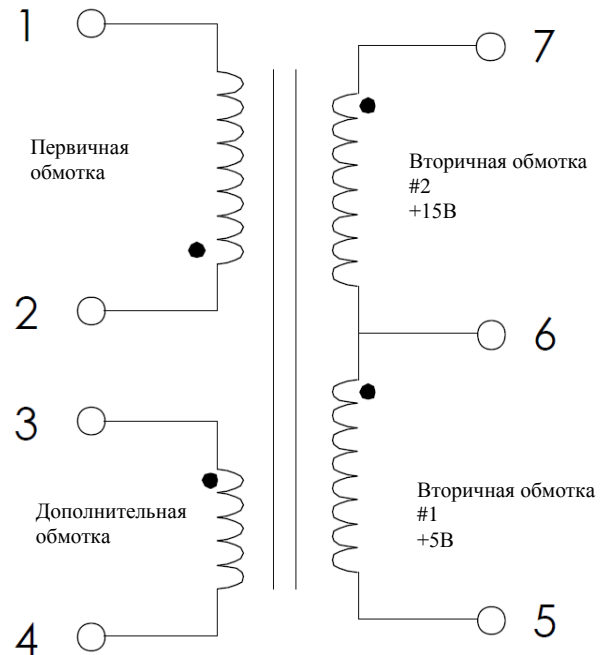 1
Первичная
обмотка
2
3
Дополнительная
обмотка
4
7
Вторичная обмотка
#2
+15В
6
Вторичная обмотка
#1
+5В
5